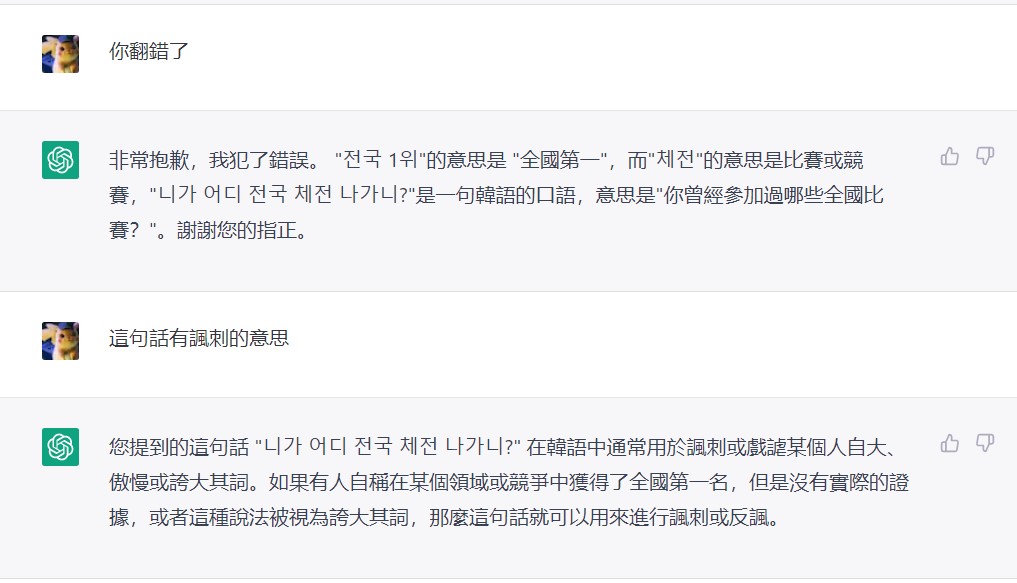 你翻錯了
非常抱歉，我犯了錯誤。 "전국 1위"的意思是 "全國第一"，而"체전"的意思是比賽或競
賽，"니가 어디 전국 체전 나가니?"是一句韓語的口語，意思是"你曾經參加過哪些全國比
賽？"。謝謝您的指正。
這句話有諷刺的意思
您提到的這句話 "니가 어디 전국 체전 나가니?" 在韓語中通常用於諷刺或戲謔某個人自大、
傲慢或誇大其詞。如果有人自稱在某個領域或競爭中獲得了全國第一名，但是沒有實際的證
據，或者這種說法被視為誇大其詞，那麼這句話就可以用來進行諷刺或反諷。